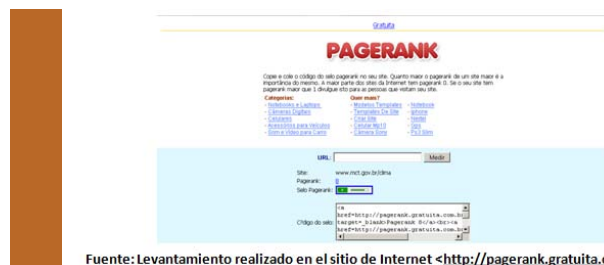 Gratuita
PAGERANK
Copie e cole o código do selo pagerank no seu site. Quanto maior o pagerank de um site maior é a
importância do mesmo. A maior parte dos sites da Internet tem pagerank 0. Se o seu site tem
pagerank maor que 1 divulgue isto para as pessoas que visitam seu site.
Categorias: Quer mais?
- Notebooks e Laptops - Modelos Templates - Notebook
- Câmeras Digitais - Templates De Site - Iphone
- Celulares - Criar Site
- Acessórios para Veículos - Celular Mp10 - Gps
- Som e Vídeo para Carro - Câmera Sony - Ps3 Slim
URL: Medir
Site: www.mct.gov.br/clima
Pagerank:
Selo Pagerank:
Código do selo:
<a
href=http://pagerank.gratuita.com.br
target=_blank>Pagerank
href=http://pagerank.gratuita.com.br
Fuente: Levantamiento realizado en el sitio de Internet <http://pagerank.gratuita.c